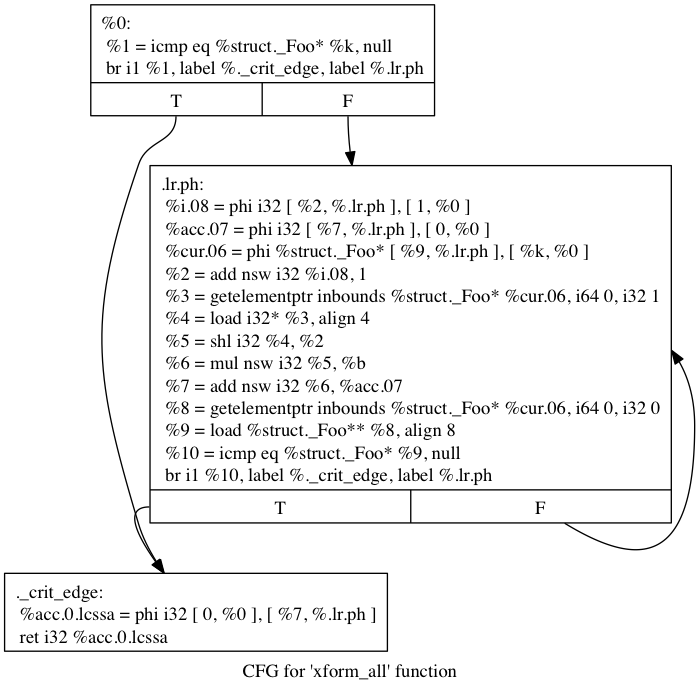 %0:
%1 = icmp eq %struct._Foo* %k, null
br i1 %1, label %._crit_edge, label %.lr.ph
T
F
.lr.ph:
%i.08 = phi i32 [ %2, %.lr.ph ], [ 1, %0 ]
%acc.07 = phi i32 [ %7, %.lr.ph ], [ 0, %0 ]
%cur.06 = phi %struct._Foo* [ %9, %.lr.ph ], [ %k, %0 ]
%2 = add nsw i32 %i.08, 1
%3 = getelementptr inbounds %struct._Foo* %cur.06, i64 0, i32 1
%4 = load i32* %3, align 4
%5 = shl i32 %4, %2
%6 = mul nsw i32 %5, %b
%7 = add nsw i32 %6, %acc.07
%8 = getelementptr inbounds %struct._Foo* %cur.06, i64 0, i32 0
%9 = load %struct._Foo** %8, align 8
%10 = icmp eq %struct._Foo* %9, null
br i1 %10, label %._crit_edge, label %.lr.ph
T
F
._crit_edge:
%acc.0.lcssa = phi i32 [ 0, %0 ], [ %7, %.lr.ph ]
ret i32 %acc.0.lcssa
CFG for 'xform_all' function